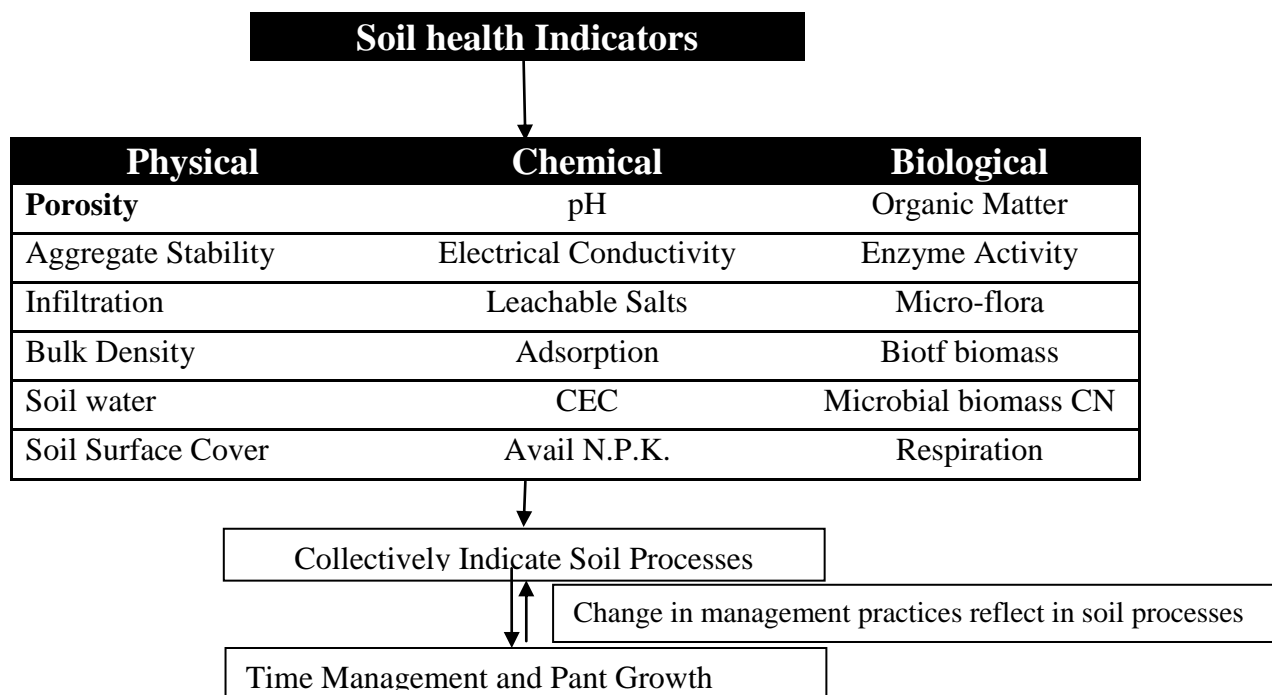 Soil health Indicators
Physical Chemical Biological
Porosity pH Organic Matter
Aggregate Stability Electrical Conductivity Enzyme Activity
Infiltration Leachable Salts Micro-flora
Bulk Density Adsorption Biotf biomass
Soil water CEC Microbial biomass CN
Soil Surface Cover Avail N.P.K. Respiration
Collectively Indicate Soil Processes
Change in management practices reflect in soil processes
Time Management and Pant Growth